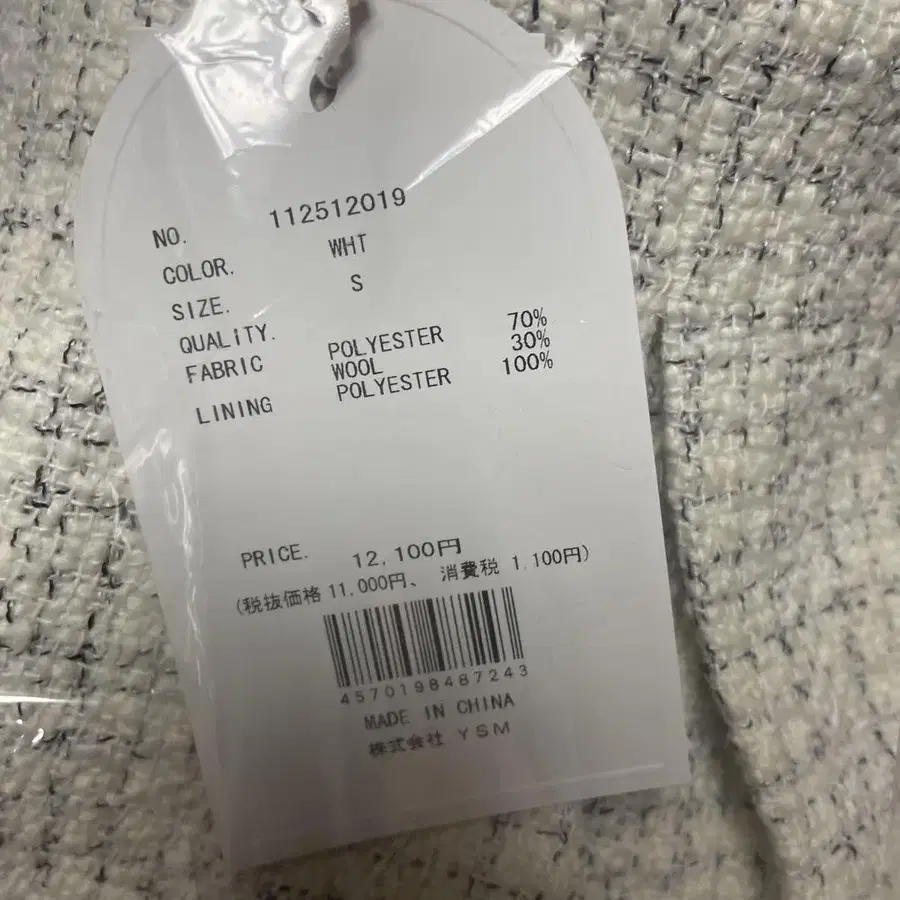 NO. 112512019
COLOR. WHT
SIZE. S
QUALITY.
FABRIC POLYESTER 70%
WOOL 30%
LINING POLYESTER 100%
PRICE. 12,100円
(税抜価格 11,000円、 消費税 1,100円)
4570198487243
MADE IN CHINA
株式会社 YSM